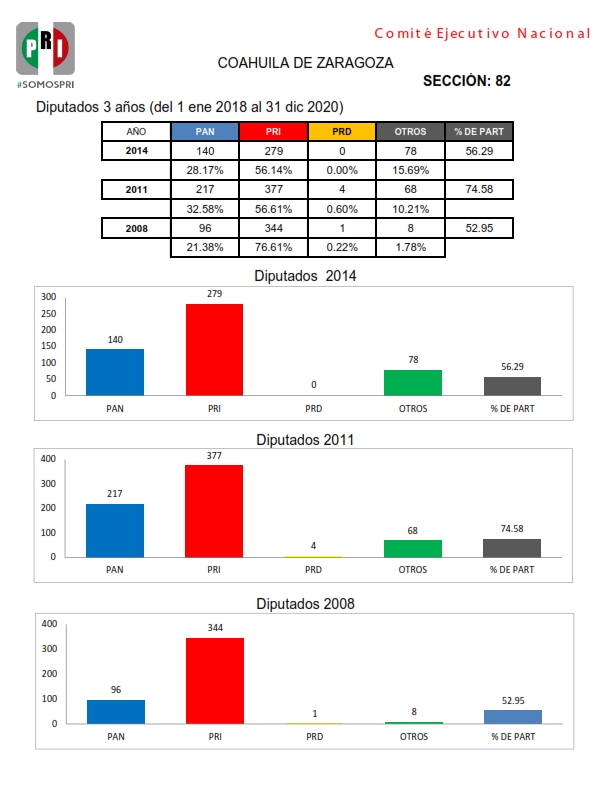 PRI
#SOMOSPRI
Comité Ejecutivo Nacional
COAHUILA DE ZARAGOZA
SECCIÓN: 82
Diputados 3 años (del 1 ene 2018 al 31 dic 2020)
AÑO PAN PRI PRD OTROS % DE PART
2014 140 279 0 78 56.29
28.17% 56.14% 0.00% 15.69%
2011 217 377 4 68 74.58
32.58% 56.61% 0.60% 10.21%
2008 96 344 1 8 52.95
21.38% 76.61% 0.22% 1.78%
Diputados 2014
300
250
200
150
100
50
0
140 279 0 78 56.29
PAN PRI PRD OTROS % DE PART
Diputados 2011
400
300
200
100
0
217 377 4 68 74.58
PAN PRI PRD OTROS % DE PART
Diputados 2008
400
300
200
100
0
96 344 1 8 52.95
PAN PRI PRD OTROS % DE PART